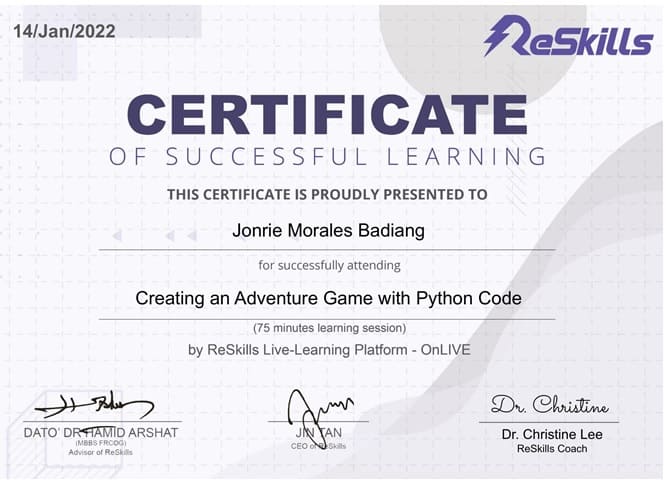 14/Jan/2022
ReSkills
CERTIFICATE
OF SUCCESSFUL LEARNING
THIS CERTIFICATE IS PROUDLY PRESENTED TO
Jonrie Morales Badiang
for successfully attending
Creating an Adventure Game with Python Code
(75 minutes learning session)
by ReSkills Live-Learning Platform - OnLIVE
Dr. Christine
DATO' DR HAMID ARSHAT
(MBBS FRCOG)
Advisor of ReSkills
JIN TAN
CEO of ReSkills
Dr. Christine Lee
ReSkills Coach